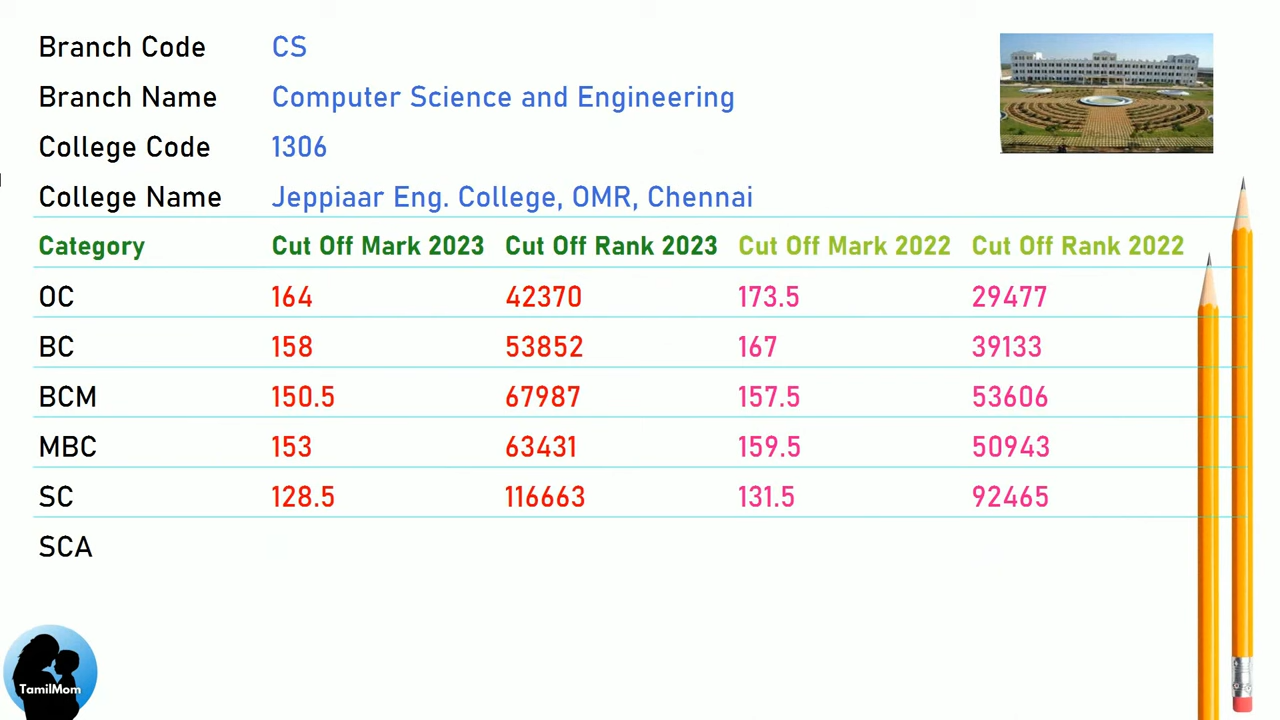 Branch Code CS
Branch Name Computer Science and Engineering
College Code 1306
College Name Jeppiaar Eng. College, OMR, Chennai
Category Cut Off Mark 2023 Cut Off Rank 2023 Cut Off Mark 2022 Cut Off Rank 2022
OC 164 42370 173.5 29477
BC 158 53852 167 39133
BCM 150.5 67987 157.5 53606
MBC 153 63431 159.5 50943
SC 128.5 116663 131.5 92465
SCA
TamilMom